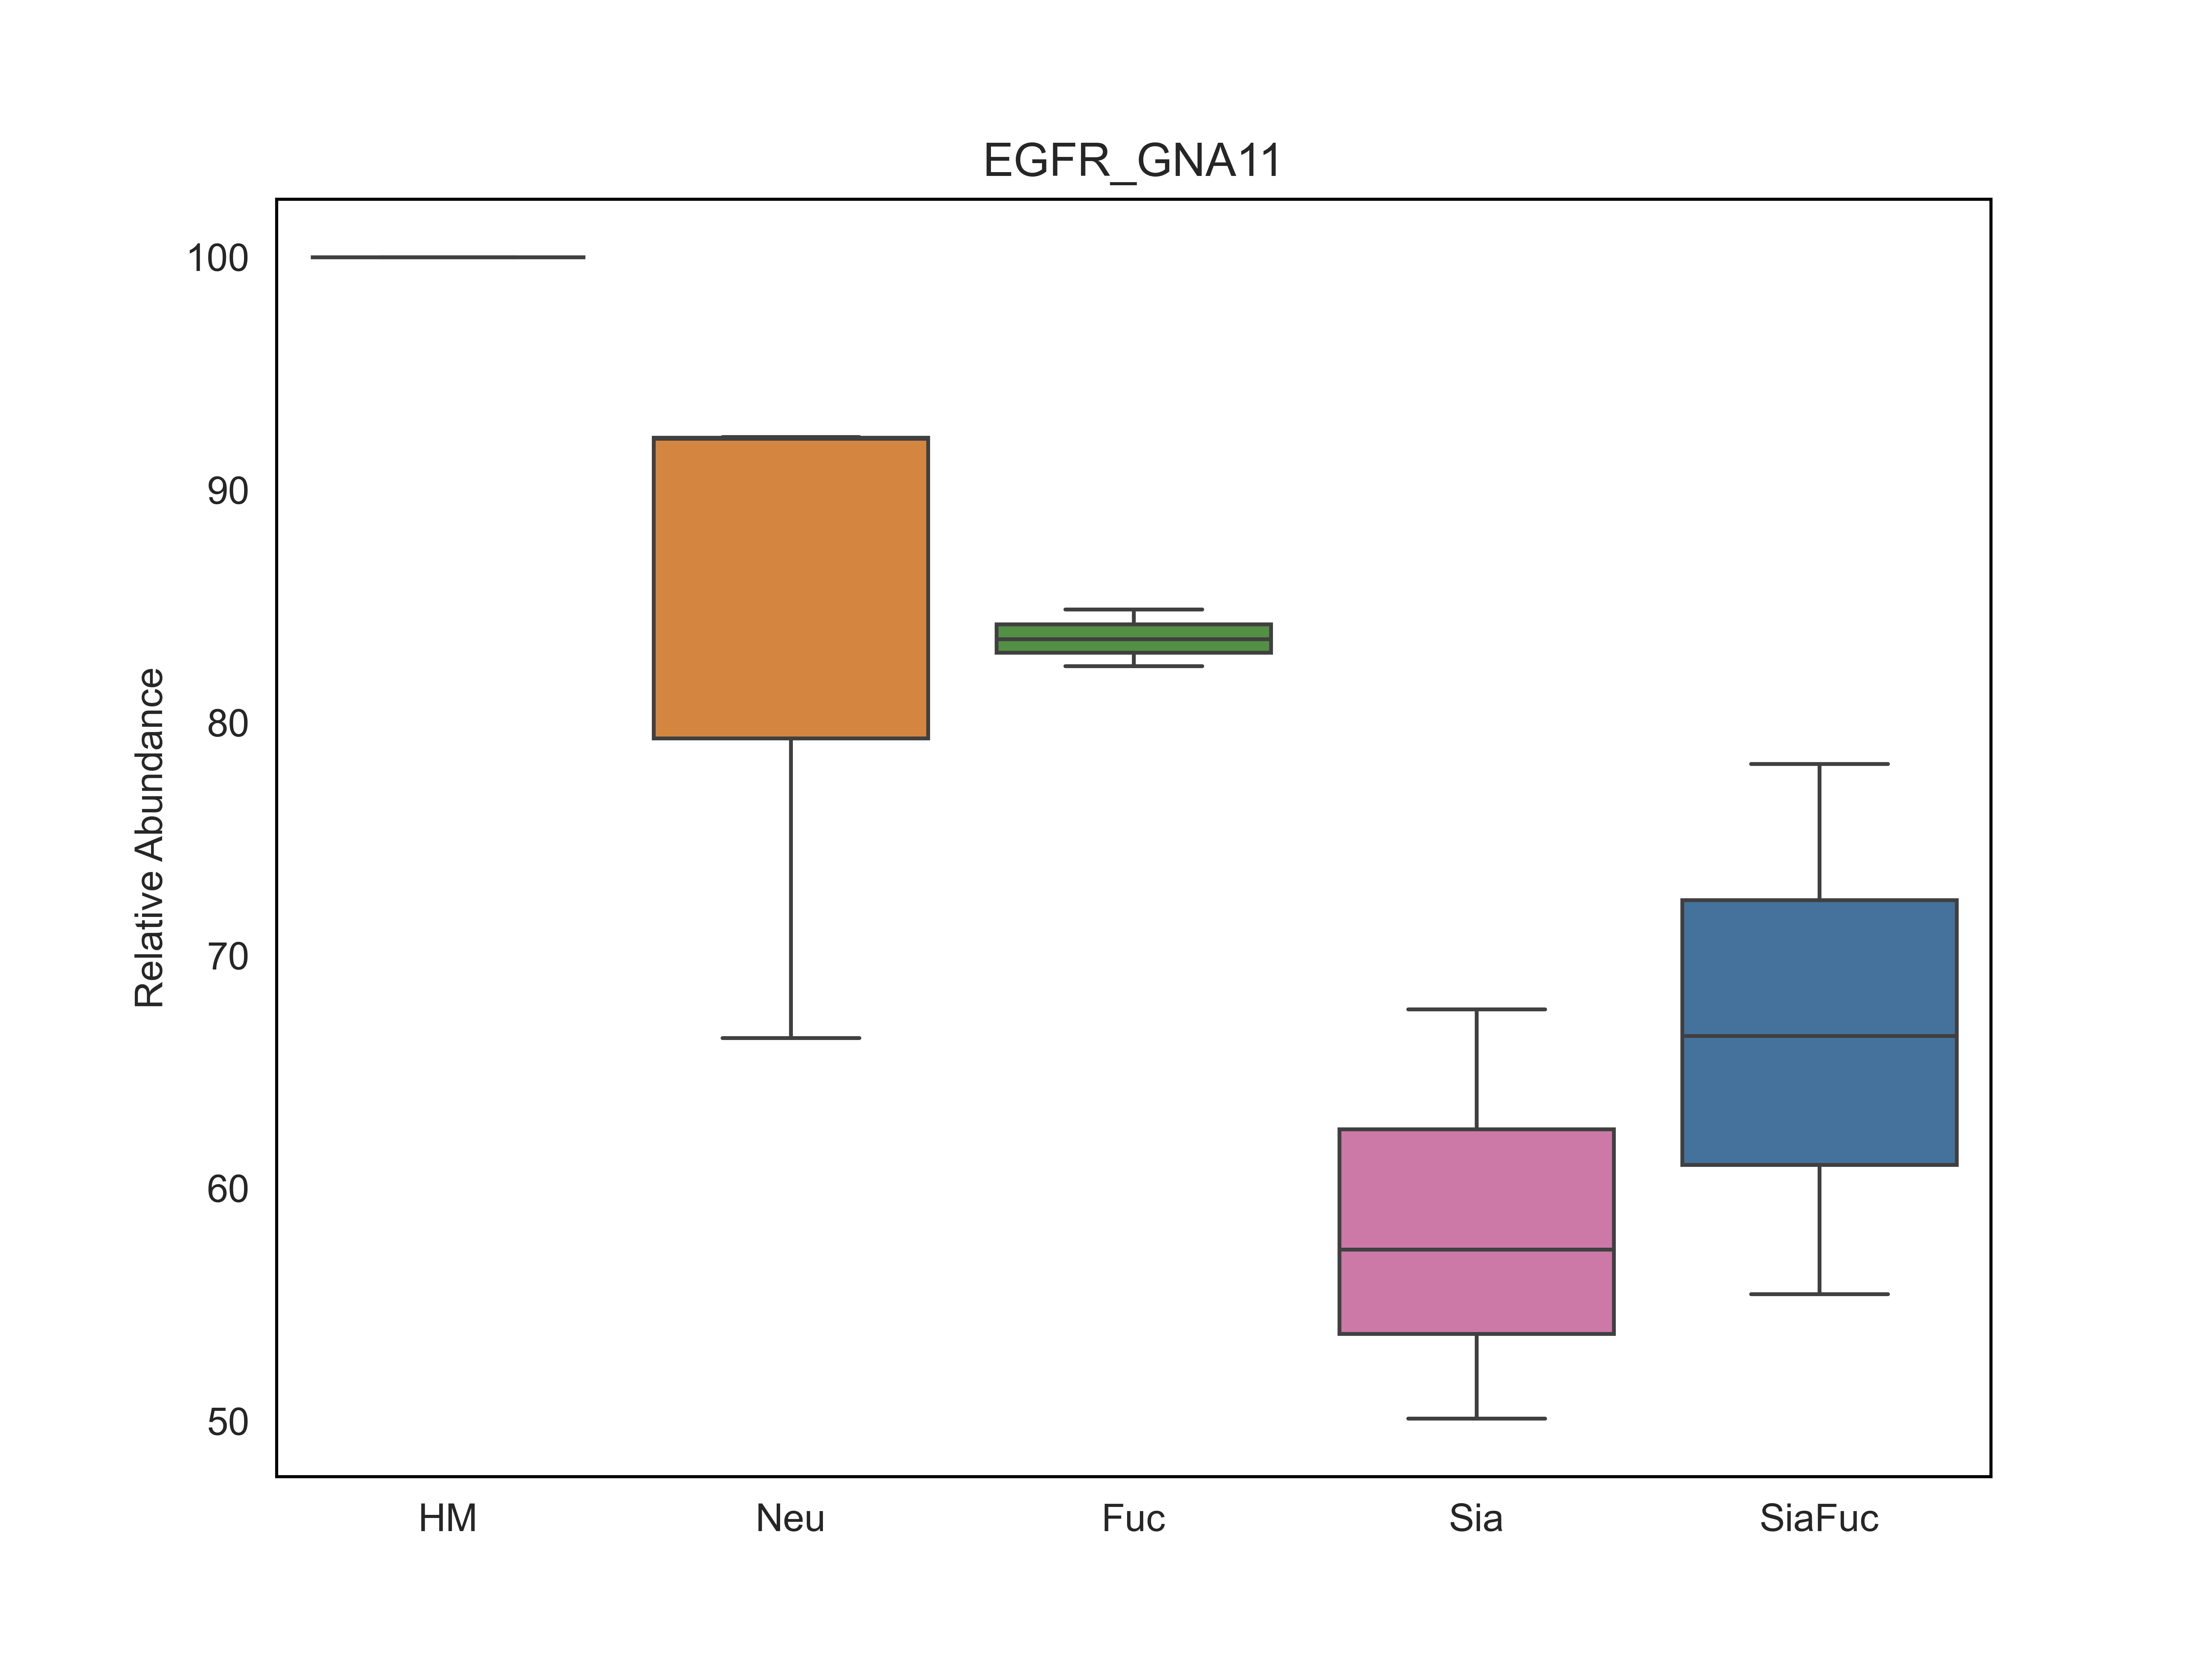 EGFR_GNA11
Relative Abundance
100
90
80
70
60
50
HM
Neu
Fuc
Sia
SiaFuc